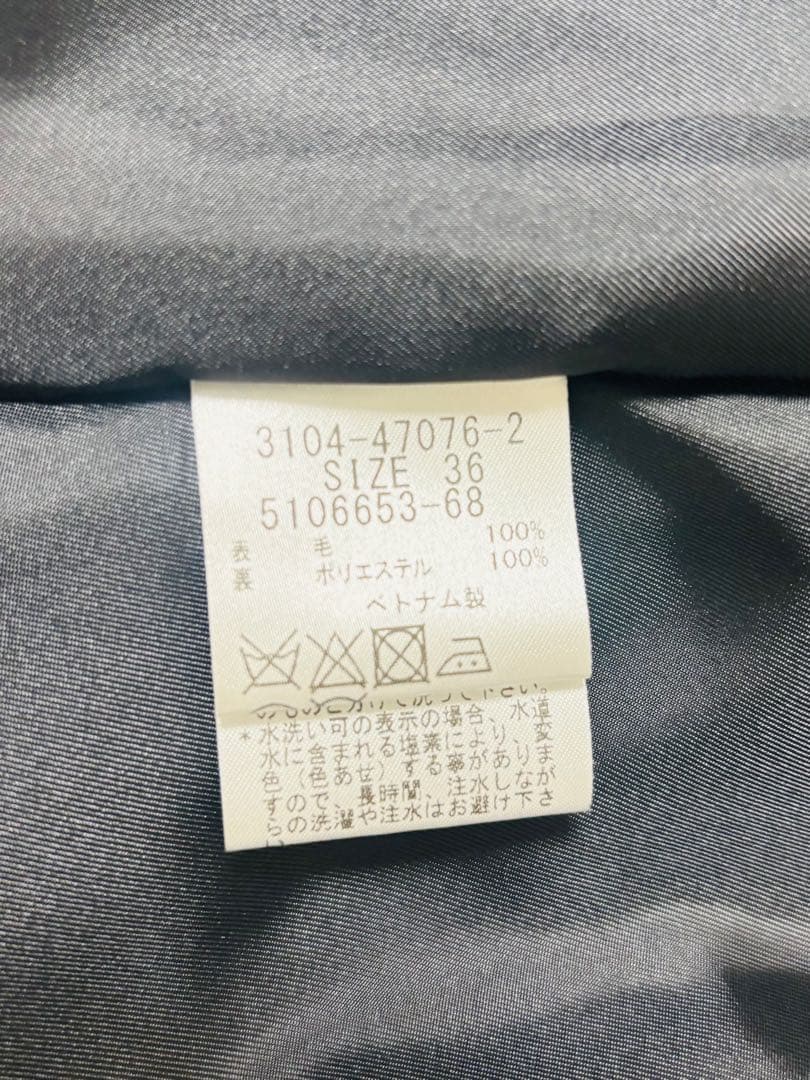 3104-47076-2
SIZE 36
5106653-68
表 毛 100%
裏 ポリエステル 100%
ベトナム製
*水洗い可の表示の場合、水道
水に含まれる塩素により、変
色（色あせ）する事がありま
すので、長時間、注水しなが
らの洗濯や注水はお避け下さ